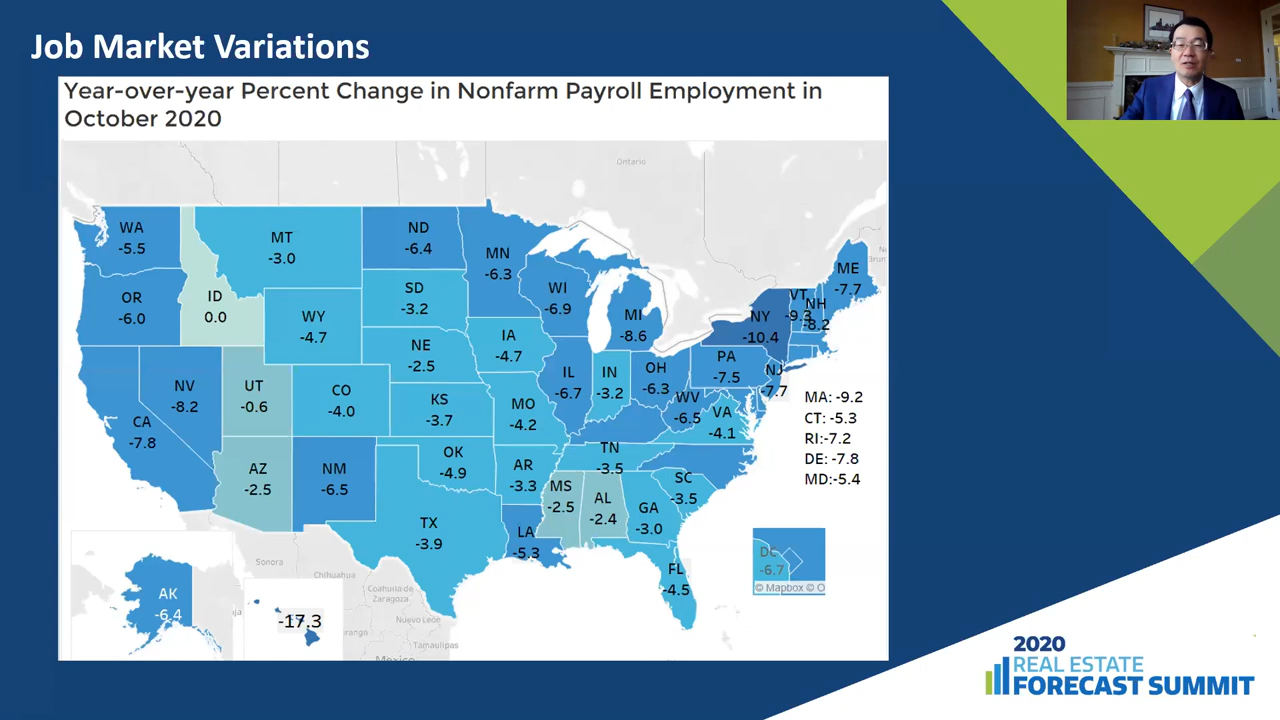 Job Market Variations
Year-over-year Percent Change in Nonfarm Payroll Employment in
October 2020
Ontario
WA
-5.5
MT
-3.0
ND
-6.4
MN
-6.3
ME
-7.7
OR
-6.0
ID
0.0
SD
-3.2
WI
-6.9
VT
-9.3
NH
-8.2
WY
-4.7
MI
-8.6
NY
-10.4
IA
-4.7
NE
-2.5
PA
-7.5
NJ
-7.7
NV
-8.2
UT
-0.6
CO
-4.0
IL
-6.7
IN
-3.2
OH
-6.3
KS
-3.7
MO
-4.2
WV
-6.5
VA
-4.1
MA: -9.2
CT: -5.3
RI:-7.2
DE: -7.8
MD:-5.4
CA
-7.8
AZ
-2.5
NM
-6.5
OK
-4.9
AR
-3.3
TN
-3.5
MS
-2.5
AL
-2.4
GA
-3.0
SC
-3.5
TX
-3.9
LA
-5.3
FL
-4.5
DC
-6.7
© Mapbox © O
Sonora
Chihuahua
Coahuila de
Zaragoza
Nuevo León
Tamaulipas
Mexico
AK
-6.4
-17.3
2020
REAL ESTATE
FORECAST SUMMIT